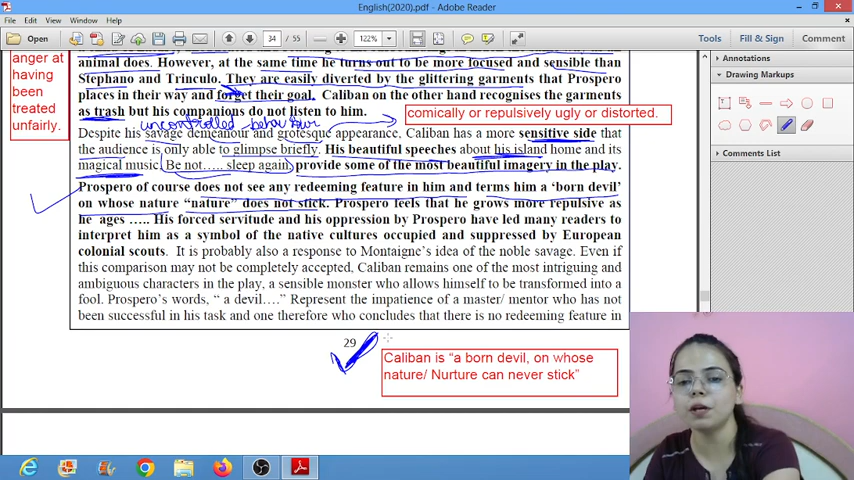 English(2020).pdf - Adobe Reader
File Edit View Window Help
Open
34 / 55
122%
Tools Fill & Sign Comment
anger at
having
been
treated
unfairly.
animal does. However, at the same time he turns out to be more focused and sensible than
Stephano and Trinculo. They are easily diverted by the glittering garments that Prospero
places in their way and forget their goal. Caliban on the other hand recognises the garments
as trash but his companions do not listen to him.
uncontrolled behaviour
comically or repulsively ugly or distorted.
Despite his savage demeanour and grotesque appearance, Caliban has a more sensitive side that
the audience is only able to glimpse briefly. His beautiful speeches about his island home and its
magical music. Be not….. sleep again) provide some of the most beautiful imagery in the play.
Prospero of course does not see any redeeming feature in him and terms him a 'born devil'
on whose nature "nature" does not stick. Prospero feels that he grows more repulsive as
he ages ….. His forced servitude and his oppression by Prospero have led many readers to
interpret him as a symbol of the native cultures occupied and suppressed by European
colonial scouts. It is probably also a response to Montaigne's idea of the noble savage. Even if
this comparison may not be completely accepted, Caliban remains one of the most intriguing and
ambiguous characters in the play, a sensible monster who allows himself to be transformed into a
fool. Prospero's words, " a devil…." Represent the impatience of a master/ mentor who has not
been successful in his task and one therefore who concludes that there is no redeeming feature in
29
Caliban is "a born devil, on whose
nature/ Nurture can never stick"
Annotations
Drawing Markups
Comments List